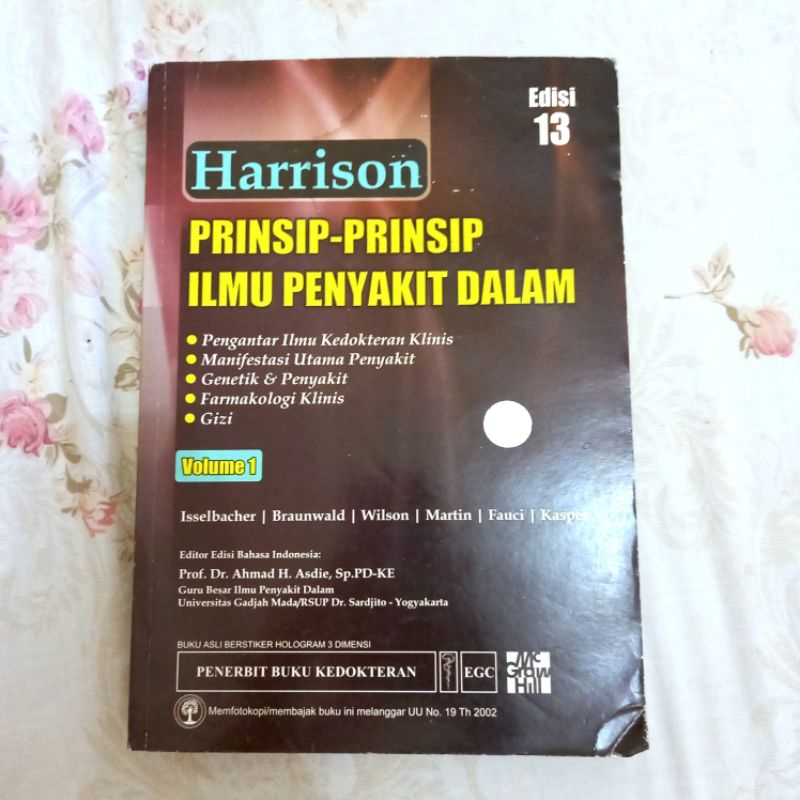 Edisi
13
Harrison
PRINSIP-PRINSIP
ILMU PENYAKIT DALAM
Pengantar Ilmu Kedokteran Klinis
Manifestasi Utama Penyakit
Genetik & Penyakit
Farmakologi Klinis
Gizi
Volume 1
Isselbacher | Braunwald | Wilson | Martin | Fauci | Kasper
Editor Edisi Bahasa Indonesia:
Prof. Dr. Ahmad H. Asdie, Sp.PD-KE
Guru Besar Ilmu Penyakit Dalam
Universitas Gadjah Mada/RSUP Dr. Sardjito - Yogyakarta
BUKU ASLI BERSTIKER HOLOGRAM 3 DIMENSI
PENERBIT BUKU KEDOKTERAN EGC
Mc
Graw
Hill
Memfotokopi/membajak buku ini melanggar UU No. 19 Th 2002